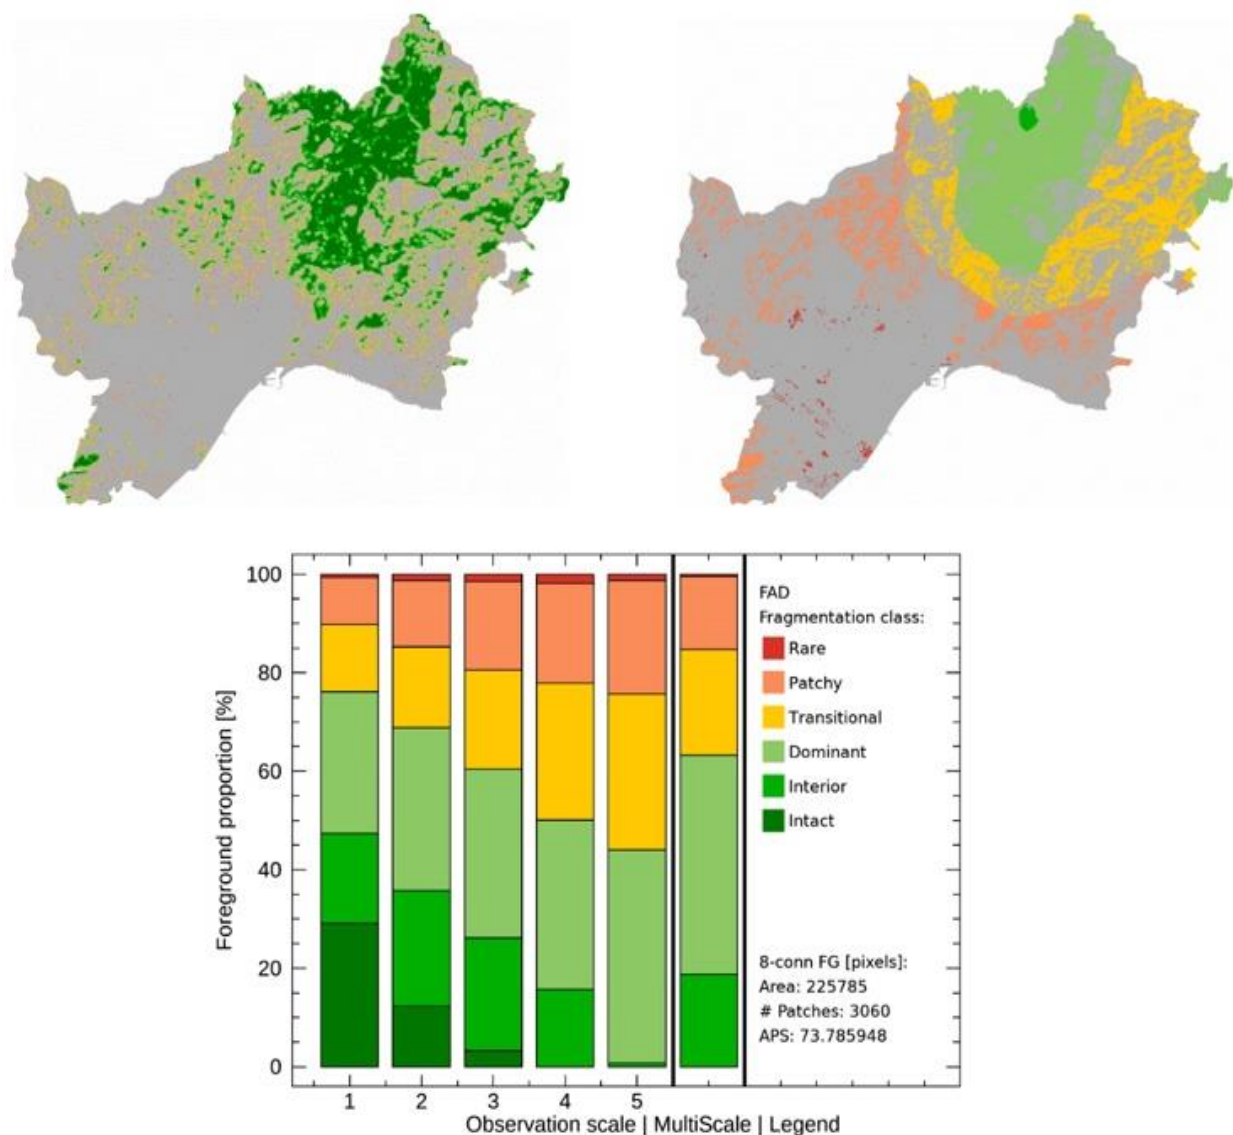 100
80
60
40
20
0
Foreground proportion [%]
1 2 3 4 5
Observation scale | MultiScale | Legend
FAD
Fragmentation class:
Rare
Patchy
Transitional
Dominant
Interior
Intact
8-conn FG [pixels]:
Area: 225785
# Patches: 3060
APS: 73.785948